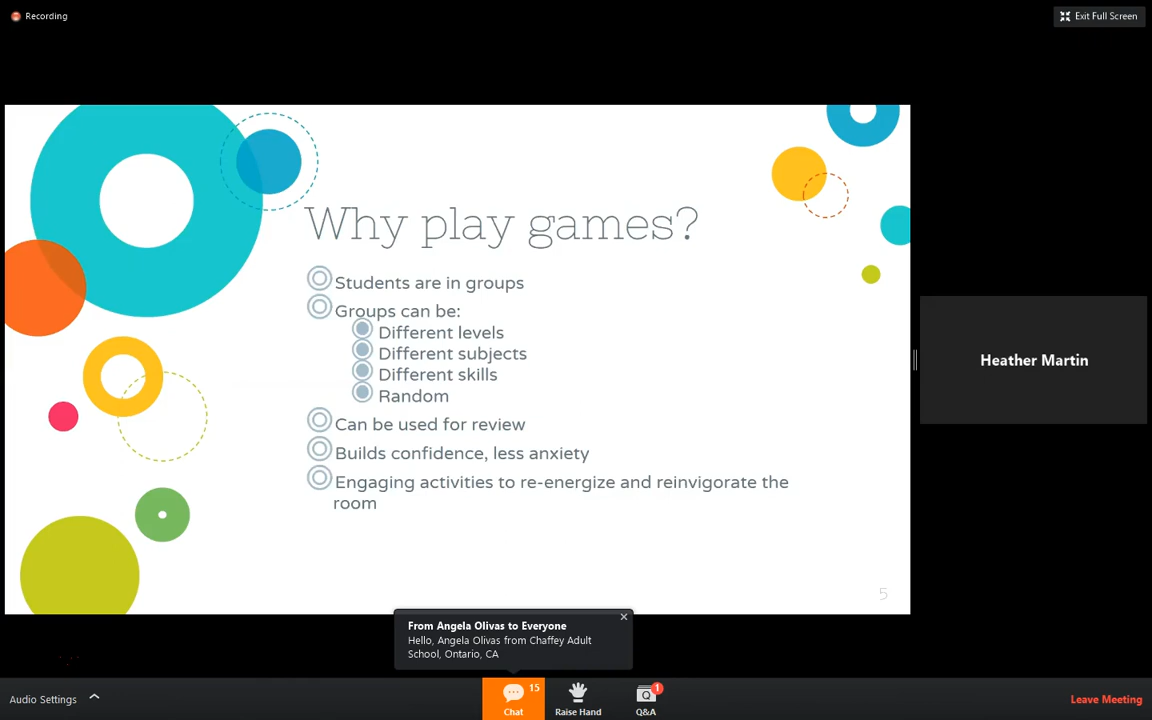 Recording
Exit Full Screen
Why play games?
Students are in groups
Groups can be:
Different levels
Different subjects
Different skills
Random
Can be used for review
Builds confidence, less anxiety
Engaging activities to re-energize and reinvigorate the
room
5
Heather Martin
From Angela Olivas to Everyone
Hello, Angela Olivas from Chaffey Adult
School, Ontario, CA
Audio Settings
15
Chat
Raise Hand
Q
1
Q&A
Leave Meeting